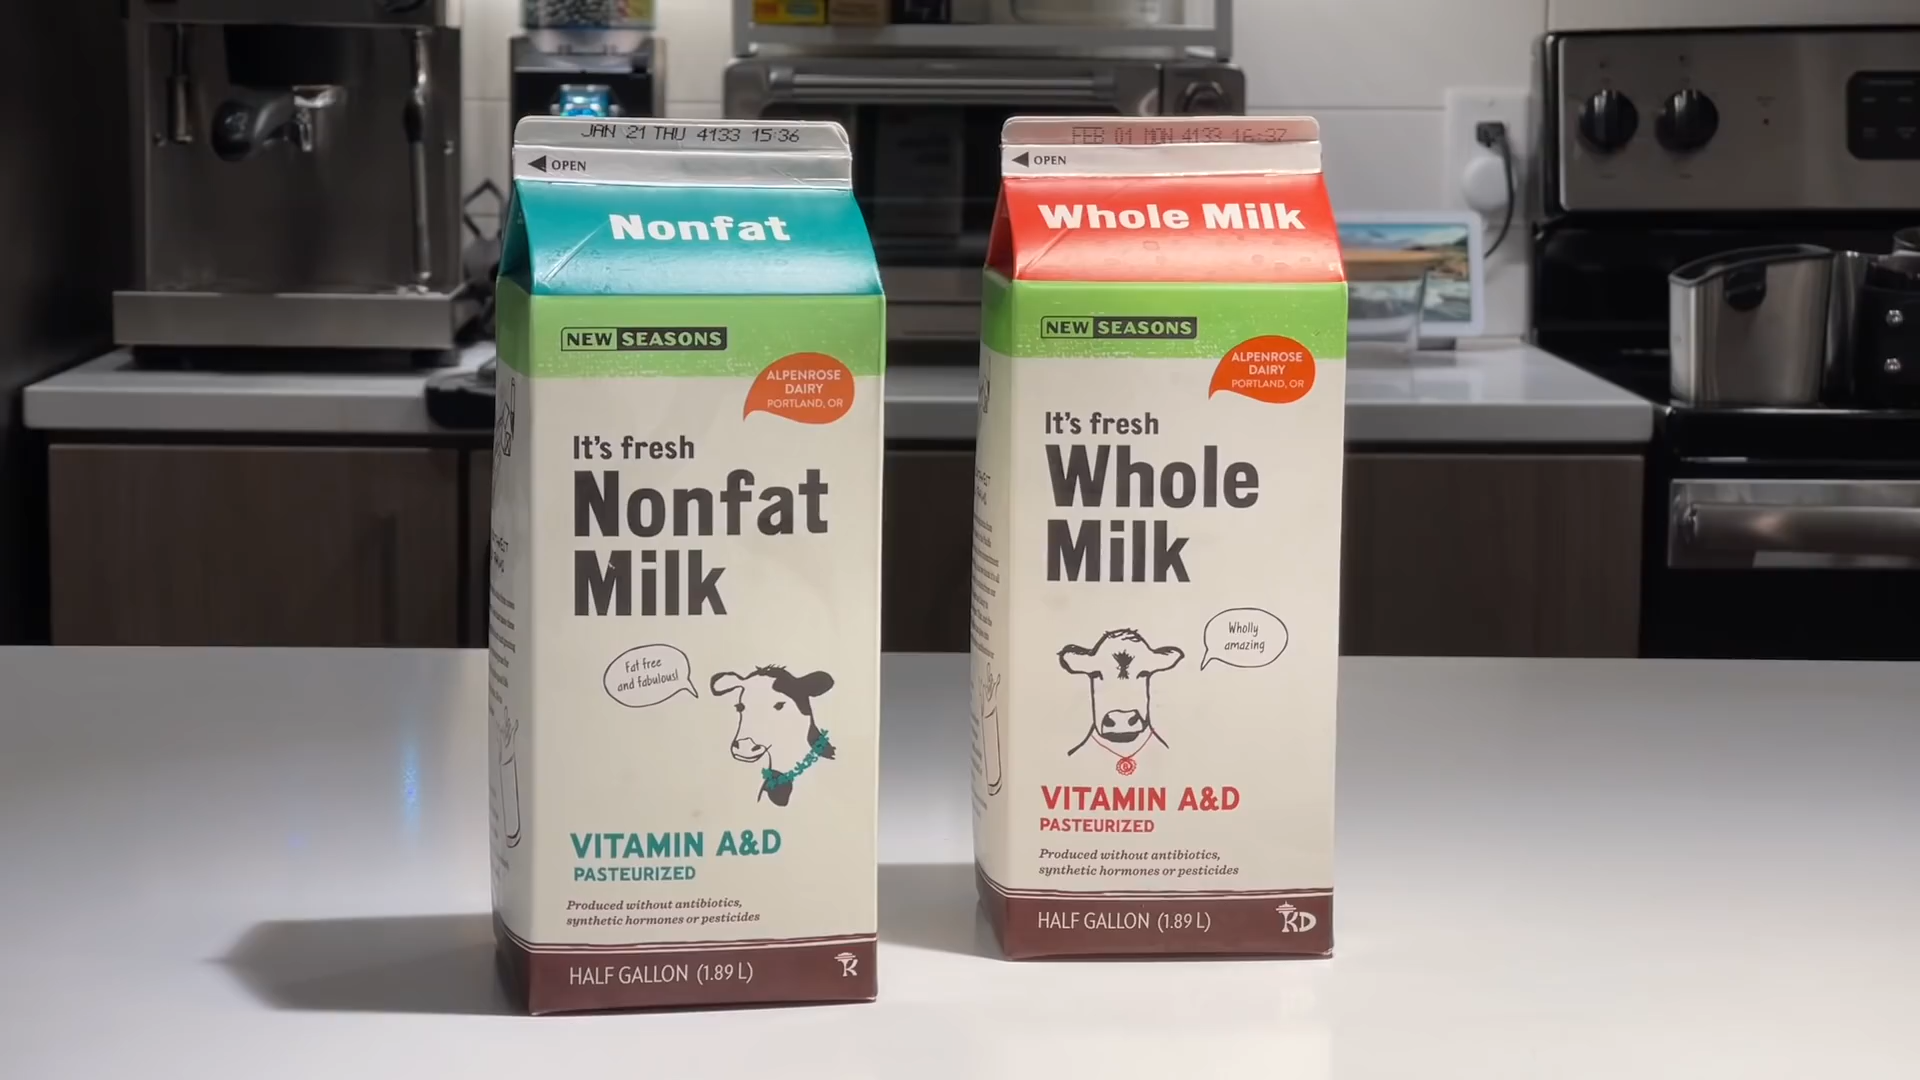 JAN 21 THU 4133 15:36
OPEN
Nonfat
NEW SEASONS
ALPENROSE
DAIRY
PORTLAND, OR
It's fresh
Nonfat
Milk
Fat free
and fabulous!
VITAMIN A&D
PASTEURIZED
Produced without antibiotics,
synthetic hormones or pesticides
HALF GALLON (1.89 L)
K
FEB 01 MON 4133 16:37
OPEN
Whole Milk
NEW SEASONS
ALPENROSE
DAIRY
PORTLAND, OR
It's fresh
Whole
Milk
Wholly
amazing
VITAMIN A&D
PASTEURIZED
Produced without antibiotics,
synthetic hormones or pesticides
HALF GALLON (1.89 L)
KD